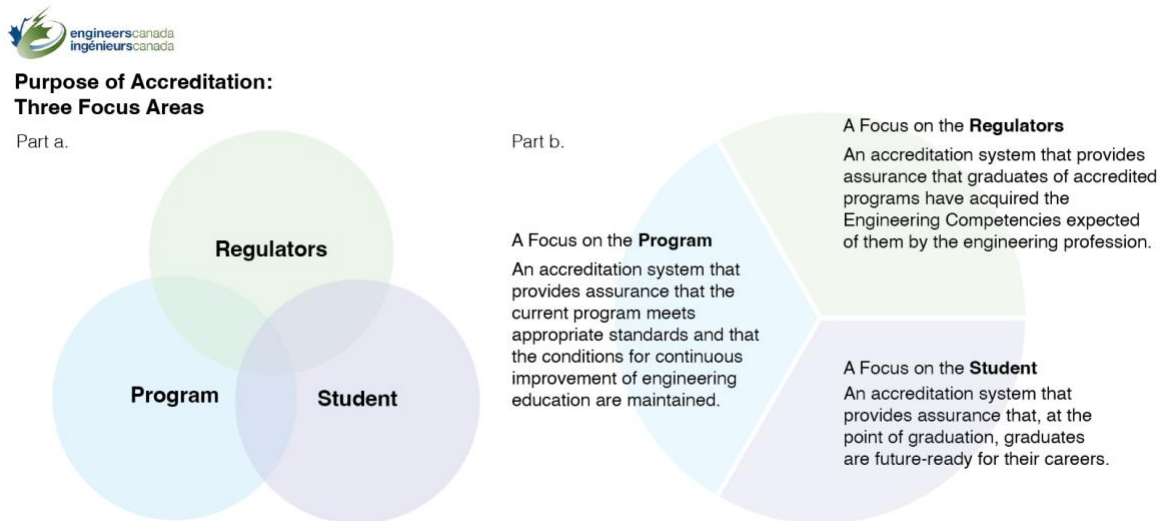 engineerscanada
ingénieurscanada
Purpose of Accreditation:
Three Focus Areas
Part a.
Regulators
Program
Student
Part b.
A Focus on the Program
An accreditation system that
provides assurance that the
current program meets
appropriate standards and that
the conditions for continuous
improvement of engineering
education are maintained.
A Focus on the Regulators
An accreditation system that provides
assurance that graduates of accredited
programs have acquired the
Engineering Competencies expected
of them by the engineering profession.
A Focus on the Student
An accreditation system that
provides assurance that, at the
point of graduation, graduates
are future-ready for their careers.